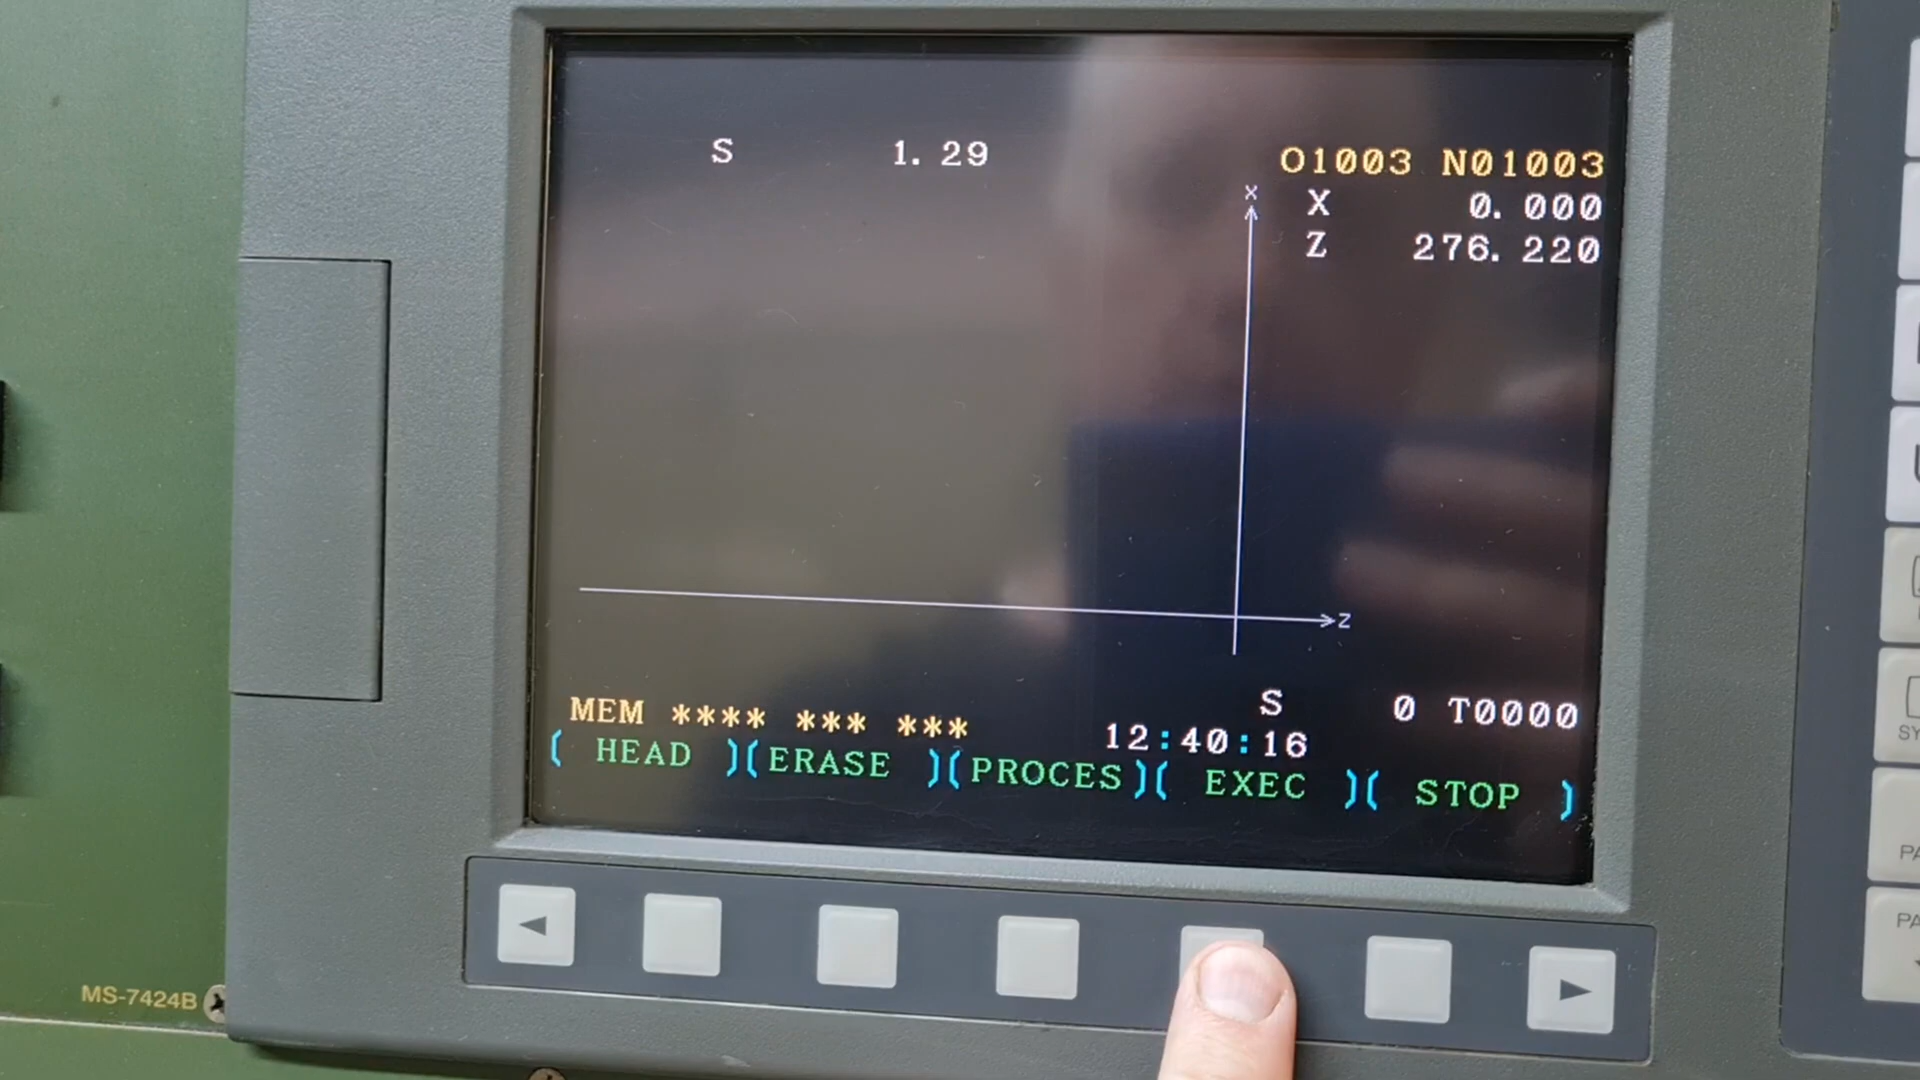 S 1.29
O1003 N01003
X
X 0.000
Z 276.220
Z
S 0 T0000
MEM **** *** ***
12:40:16
( HEAD )(ERASE )(PROCES)( EXEC )( STOP )
MS-7424B